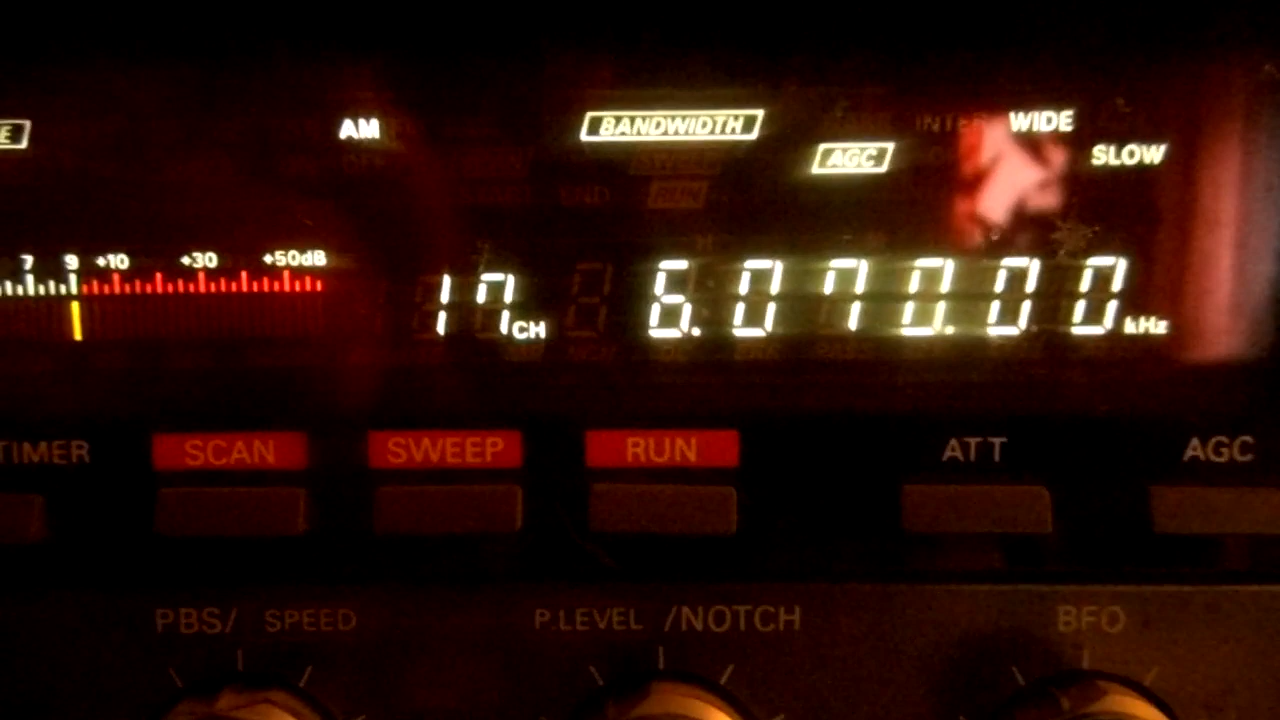 E AM BANDWIDTH WIDE
AGC SLOW
RUN
7 9 +10 +30 +50dB
17 CH 6.070.00 kHz
TIMER SCAN SWEEP RUN ATT AGC
PBS/ SPEED P.LEVEL /NOTCH BFO